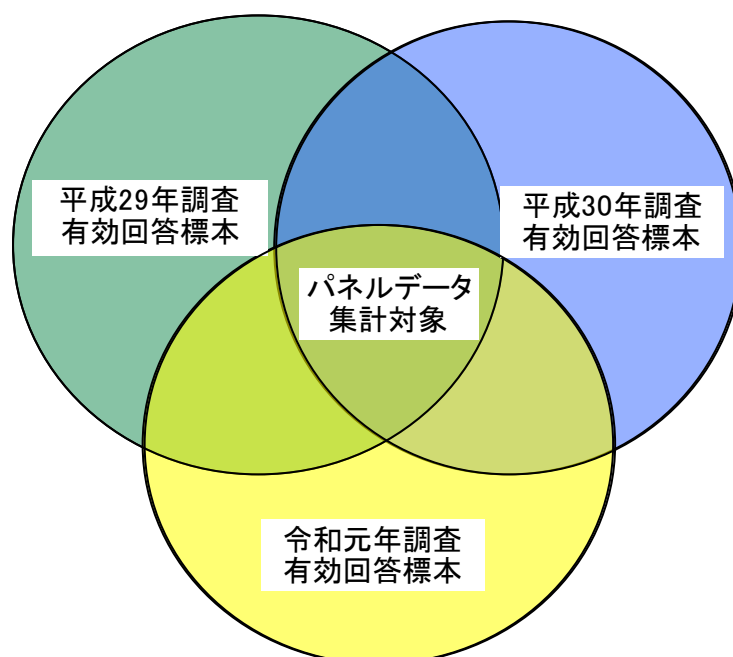 平成29年調査
有効回答標本
平成30年調査
有効回答標本
パネルデータ
集計対象
令和元年調査
有効回答標本